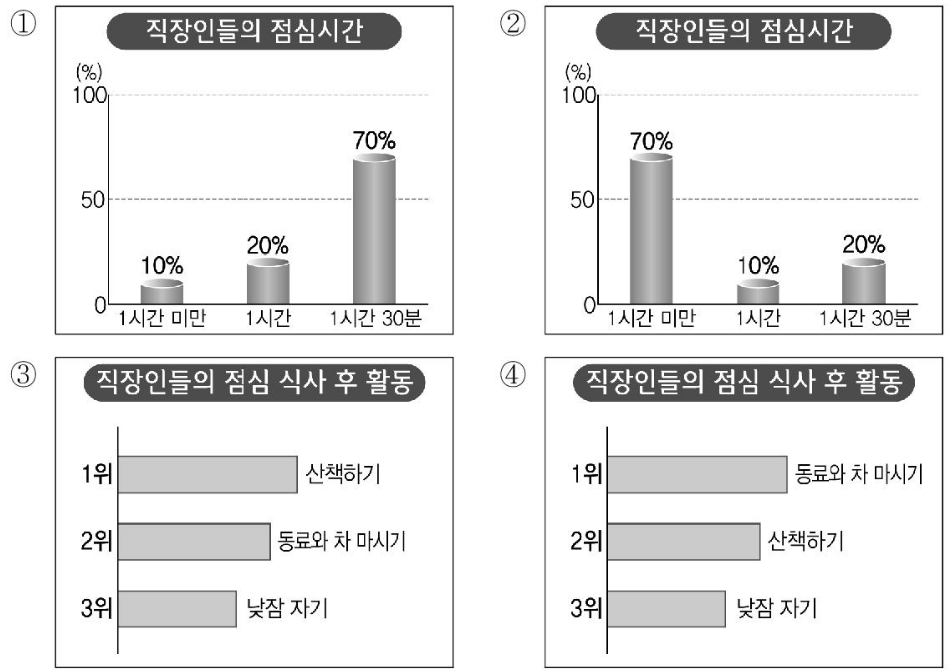 ①
직장인들의 점심시간
(%)
100
50
0
10%
20%
70%
1시간 미만 1시간 1시간 30분
②
직장인들의 점심시간
(%)
100
50
0
70%
10%
20%
1시간 미만 1시간 1시간 30분
③
직장인들의 점심 식사 후 활동
1위 산책하기
2위 동료와 차 마시기
3위 낮잠 자기
④
직장인들의 점심 식사 후 활동
1위 동료와 차 마시기
2위 산책하기
3위 낮잠 자기